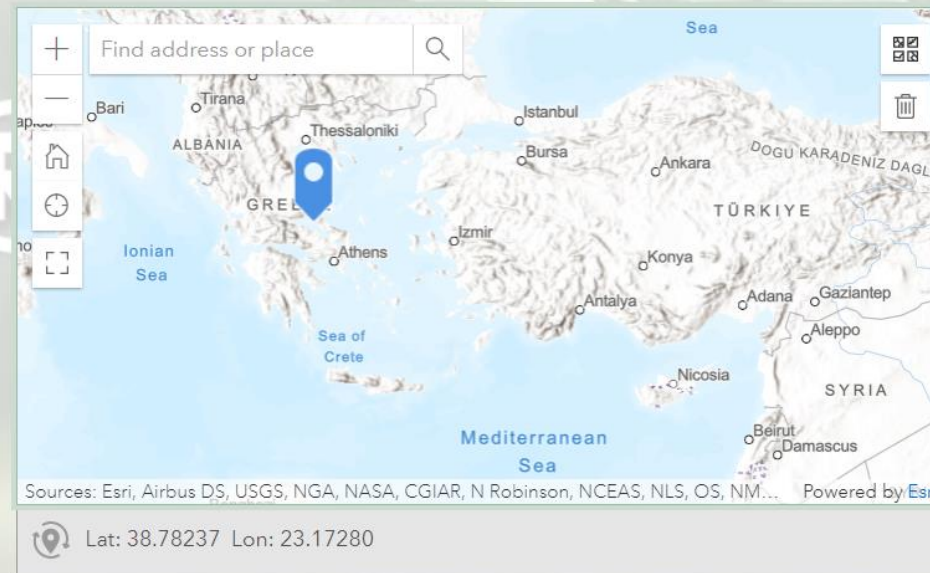 Sea
Find address or place
Bari
Tirana
Istanbul
Thessaloniki
ALBANIA
Bursa
Ankara
DOGU KARADENIZ DAGL
GREE
TÜRKIYE
Izmir
Ionian
Sea
Athens
Konya
Antalya
Adana
Gaziantep
Aleppo
Sea of
Crete
Nicosia
SYRIA
Mediterranean
Sea
Beirut
Damascus
Sources: Esri, Airbus DS, USGS, NGA, NASA, CGIAR, N Robinson, NCEAS, NLS, OS, NM... Powered by Esri
Lat: 38.78237 Lon: 23.17280